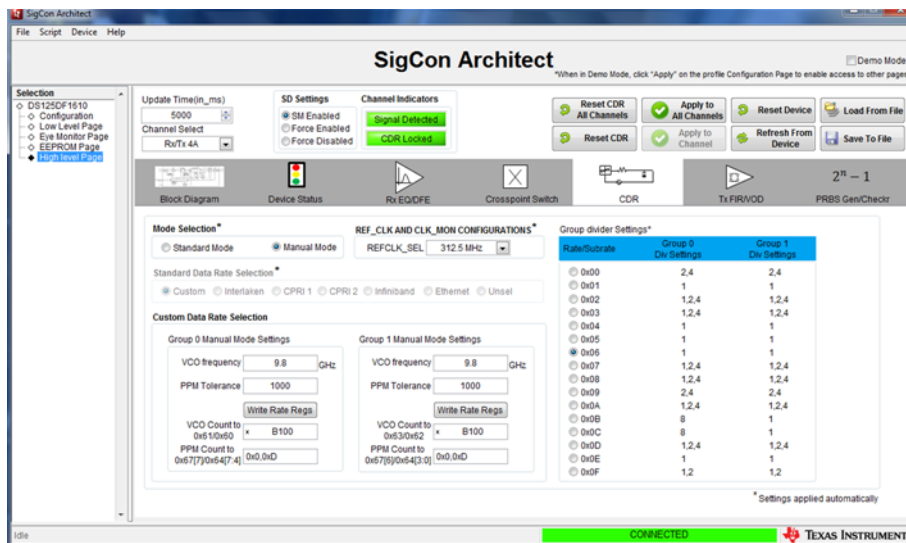 SigCon Architect
File Script Device Help
SigCon Architect
Demo Mode
*When in Demo Mode, click "Apply" on the profile Configuration Page to enable access to other pages
Selection
DS125DF1610
Configuration
Low Level Page
Eye Monitor Page
EEPROM Page
High level Page
Update Time(in_ms)
5000
Channel Select
Rx/Tx 4A
SD Settings
SM Enabled
Force Enabled
Force Disabled
Channel Indicators
Signal Detected
CDR Locked
Reset CDR
All Channels
Apply to
All Channels
Reset Device
Load From File
Reset CDR
Apply to
Channel
Refresh From
Device
Save To File
Block Diagram
Device Status
Rx EQ/DFE
Crosspoint Switch
CDR
Tx FIR/VOD
2ⁿ − 1
PRBS Gen/Checkr
Mode Selection*
Standard Mode Manual Mode
REF_CLK AND CLK_MON CONFIGURATIONS*
REFCLK_SEL 312.5 MHz
Standard Data Rate Selection*
Custom Interlaken CPRI 1 CPRI 2 Infiniband Ethernet Unsel
Custom Data Rate Selection
Group 0 Manual Mode Settings
VCO frequency 9.8 GHz
PPM Tolerance 1000
Write Rate Regs
VCO Count to
0x61/0x60
x B100
PPM Count to
0x67[7]/0x64[7:4]
0x0,0xD
Group 1 Manual Mode Settings
VCO frequency 9.8 GHz
PPM Tolerance 1000
Write Rate Regs
VCO Count to
0x63/0x62
x B100
PPM Count to
0x67[6]/0x64[3:0]
0x0,0xD
Group divider Settings*
Rate/Subrate Group 0 Div Settings Group 1 Div Settings
0x00 2,4 2,4
0x01 1 1
0x02 1,2,4 1,2,4
0x03 1,2,4 1,2,4
0x04 1 1
0x05 1 1
0x06 1 1
0x07 1,2,4 1,2,4
0x08 1,2,4 1,2,4
0x09 2,4 2,4
0x0A 1,2,4 1,2,4
0x0B 8 1
0x0C 8 1
0x0D 1,2,4 1,2,4
0x0E 1 1
0x0F 1,2 1,2
* Settings applied automatically
Idle
CONNECTED
TEXAS INSTRUMENT